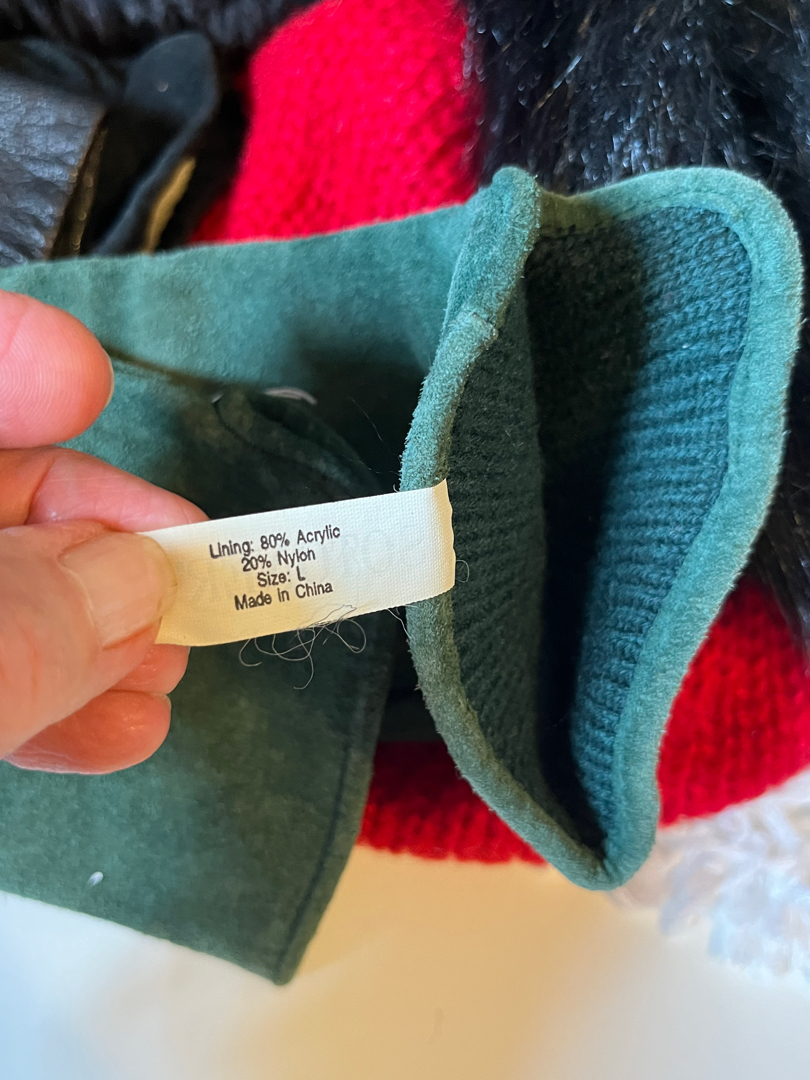 Lining: 80% Acrylic
20% Nylon
Size: L
Made in China